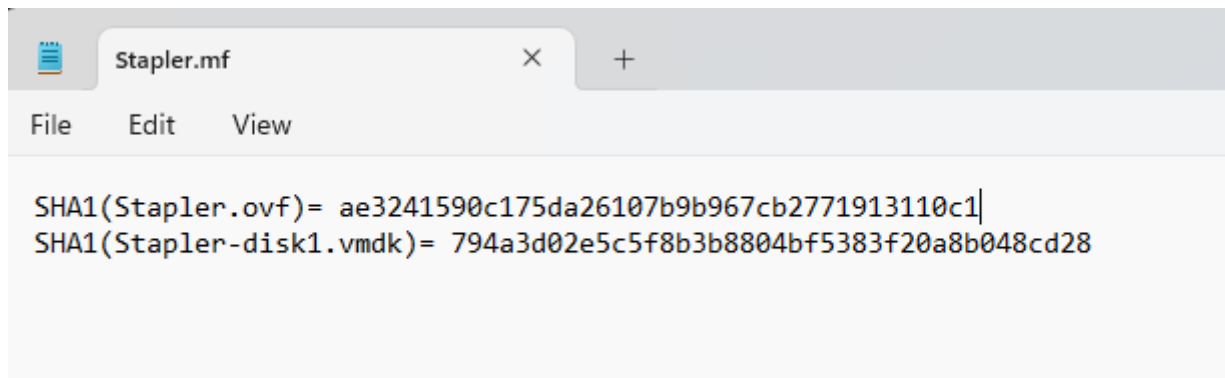 Stapler.mf
File Edit View
SHA1(Stapler.ovf)= ae3241590c175da26107b9b967cb2771913110c1
SHA1(Stapler-disk1.vmdk)= 794a3d02e5c5f8b3b8804bf5383f20a8b048cd28